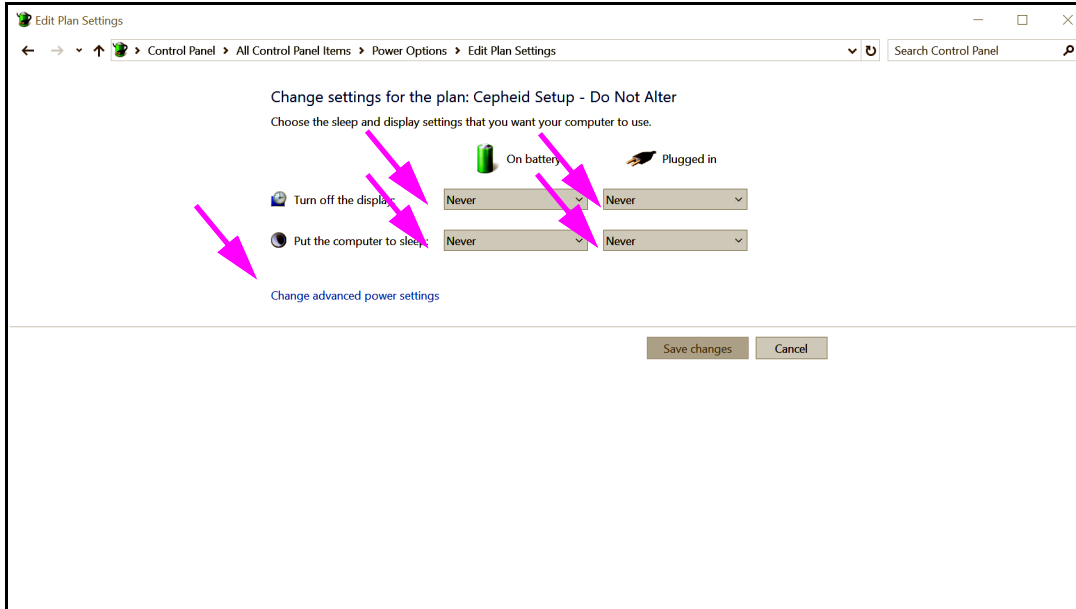 Edit Plan Settings
Control Panel > All Control Panel Items > Power Options > Edit Plan Settings
Search Control Panel
Change settings for the plan: Cepheid Setup - Do Not Alter
Choose the sleep and display settings that you want your computer to use.
On battery
Plugged in
Turn off the display:
Never
Never
Put the computer to sleep:
Never
Never
Change advanced power settings
Save changes
Cancel